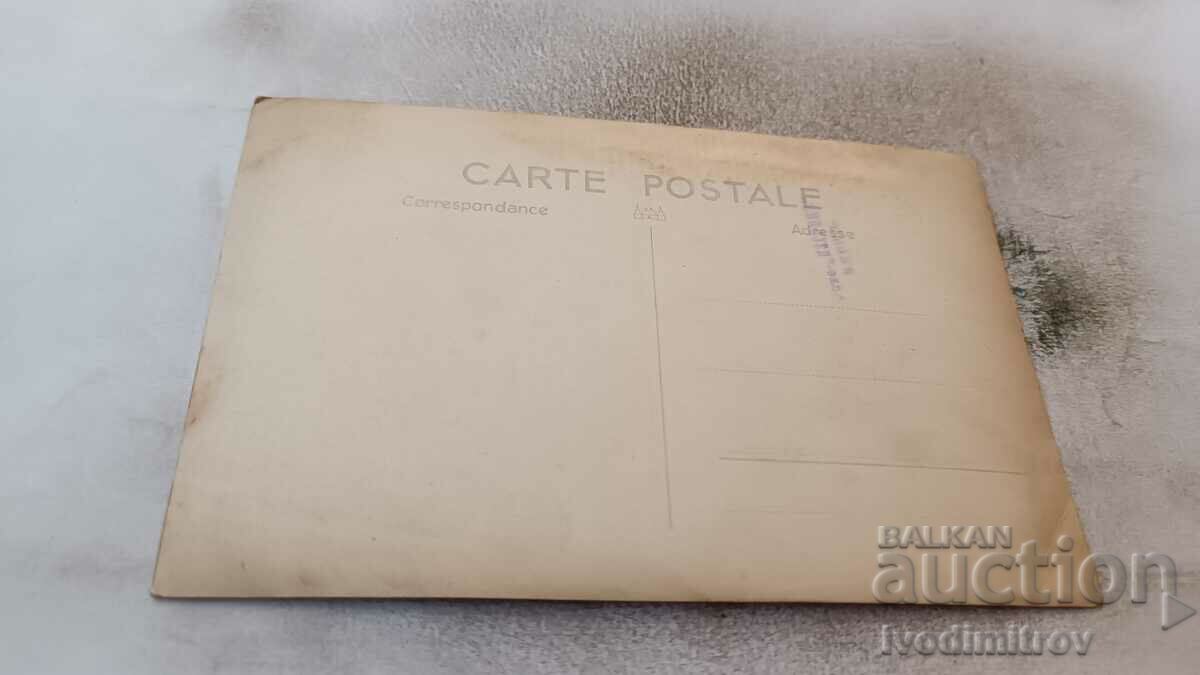 CARTE POSTALE
Correspondance
Adresse
BALKAN
auction
ivodimitrov